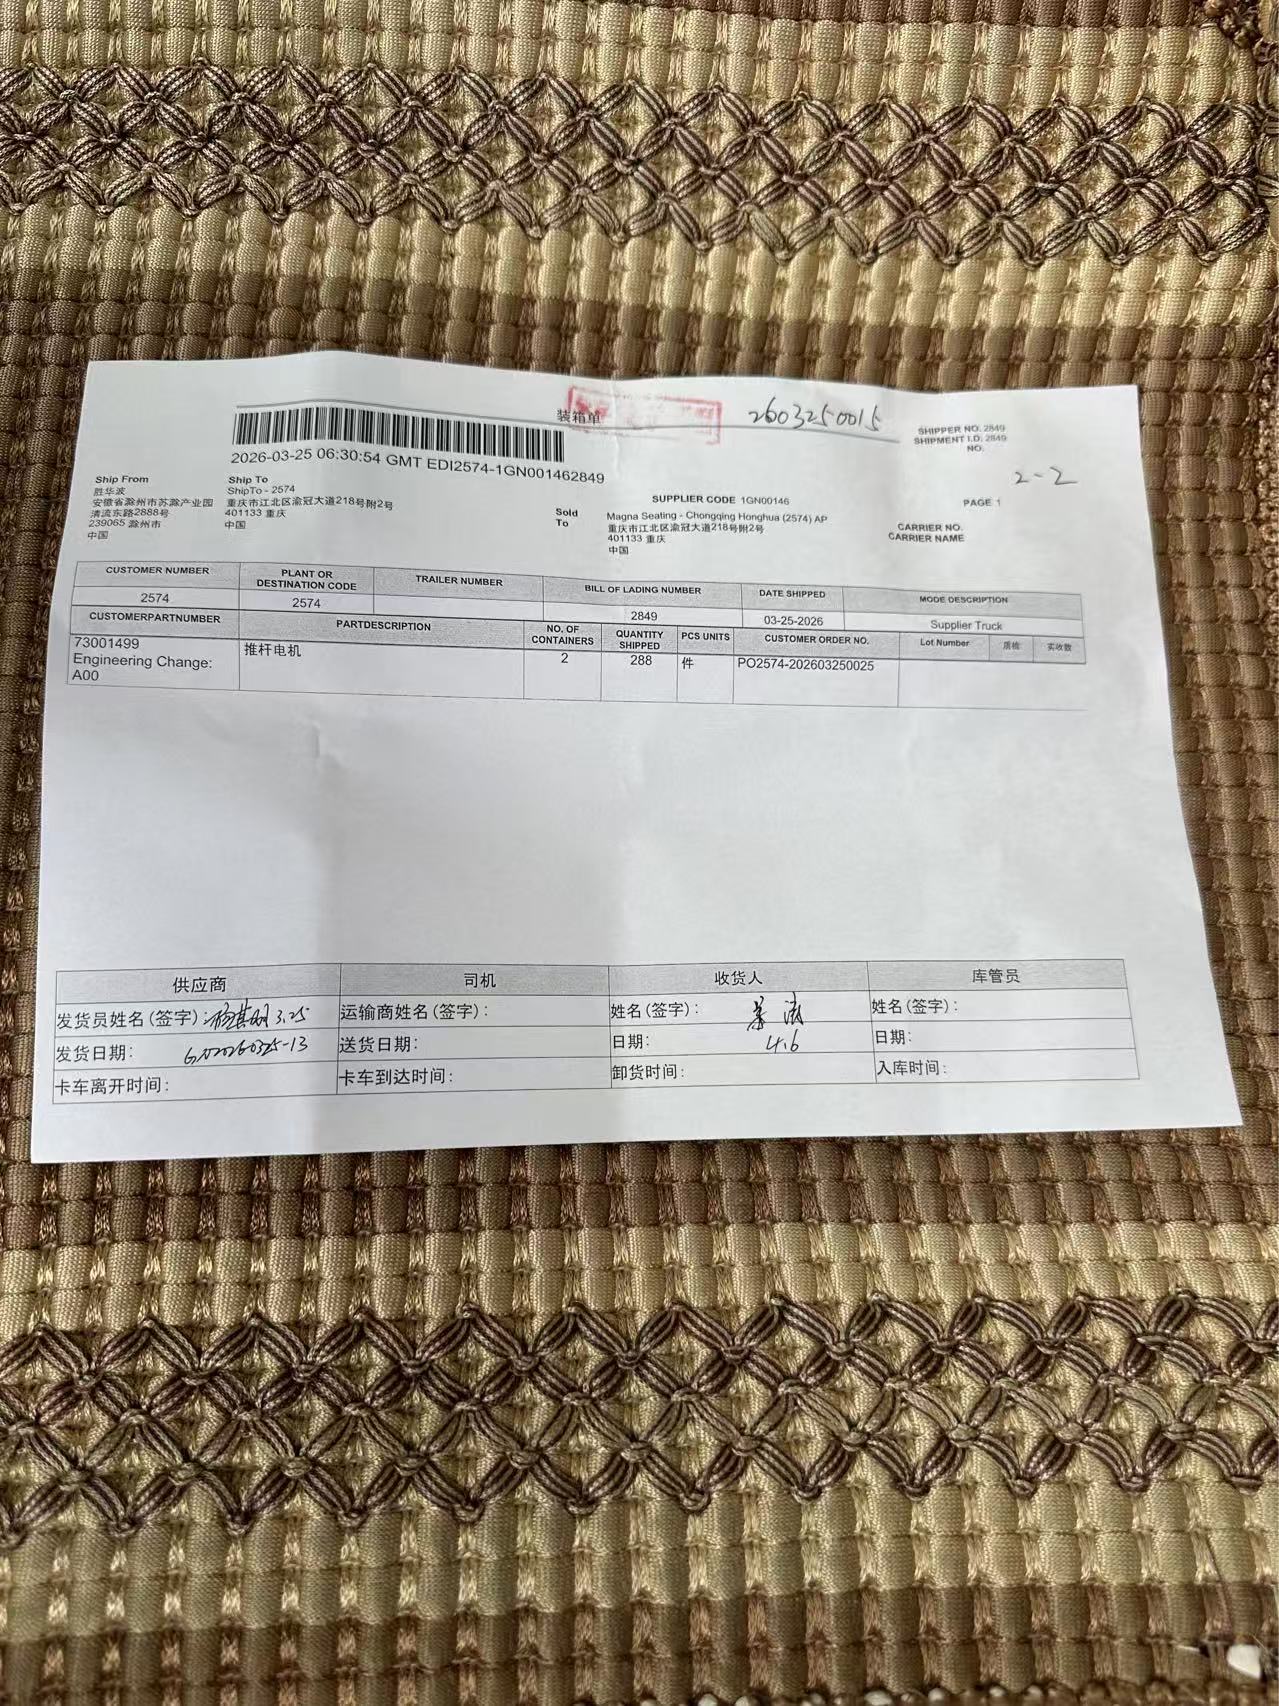 装箱单
2603250015
SHIPPER NO. 2849
SHIPMENT I.D. 2849
NO.
2-2
PAGE 1
2026-03-25 06:30:54 GMT EDI2574-1GN001462849
Ship From
胜华波
安徽省滁州市苏滁产业园
清流东路2888号
239065 滁州市
中国
Ship To
ShipTo - 2574
重庆市江北区渝冠大道218号附2号
401133 重庆
中国
SUPPLIER CODE 1GN00146
Sold To
Magna Seating - Chongqing Honghua (2574) AP
重庆市江北区渝冠大道218号附2号
401133 重庆
中国
CARRIER NO.
CARRIER NAME
CUSTOMER NUMBER PLANT OR DESTINATION CODE TRAILER NUMBER BILL OF LADING NUMBER DATE SHIPPED MODE DESCRIPTION
2574 2574 2849 03-25-2026 Supplier Truck
CUSTOMERPARTNUMBER PARTDESCRIPTION NO. OF CONTAINERS QUANTITY SHIPPED PCS UNITS CUSTOMER ORDER NO. Lot Number 质检 实收数
73001499 推杆电机 2 288 件 PO2574-202603250025
Engineering Change:
A00
供应商 司机 收货人 库管员
发货员姓名(签字): 3.25 运输商姓名(签字): 姓名(签字): 姓名(签字):
发货日期: 送货日期: 日期: 4.6 日期:
卡车离开时间: 卡车到达时间: 卸货时间: 入库时间: